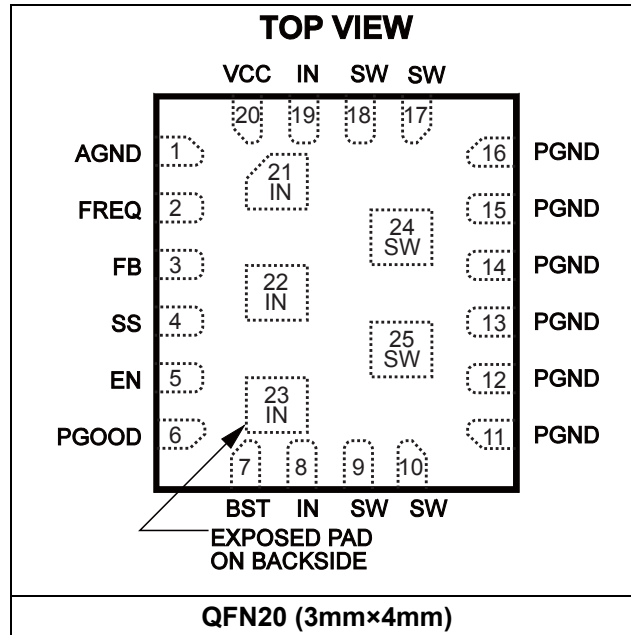 TOP VIEW
VCC IN SW SW
20 19 18 17
AGND 1 16 PGND
21
IN
FREQ 2 15 PGND
24
SW
FB 3 14 PGND
22
IN
SS 4 13 PGND
25
SW
EN 5 12 PGND
23
IN
PGOOD 6 11 PGND
7 8 9 10
BST IN SW SW
EXPOSED PAD
ON BACKSIDE
QFN20 (3mm×4mm)